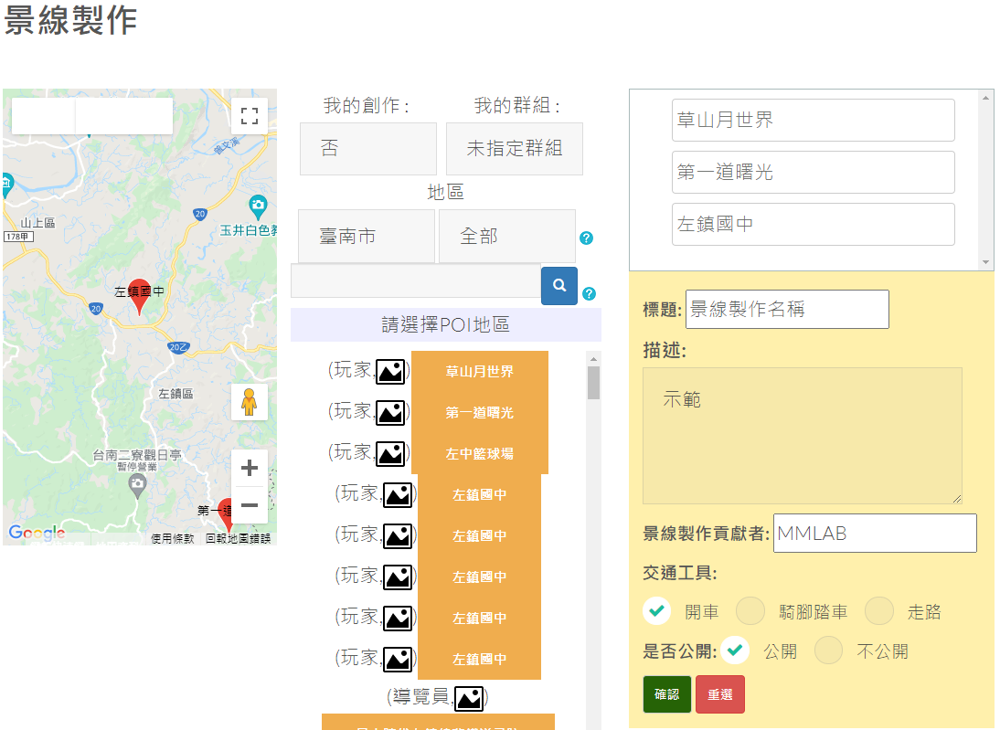 景線製作
曾文溪
山上區
178甲
20
玉井白色教
左鎮國中
20
20乙
左鎮區
台南二寮觀日亭
暫停營業
第一道
Google
使用條款
回報地圖錯誤
我的創作 :
我的群組 :
否
未指定群組
地區
臺南市
全部
?
?
請選擇POI地區
(玩家, ) 草山月世界
(玩家, ) 第一道曙光
(玩家, ) 左中籃球場
(玩家, ) 左鎮國中
(玩家, ) 左鎮國中
(玩家, ) 左鎮國中
(玩家, ) 左鎮國中
(玩家, ) 左鎮國中
(導覽員, )
草山月世界
第一道曙光
左鎮國中
標題: 景線製作名稱
描述:
示範
景線製作貢獻者: MMLAB
交通工具:
開車 騎腳踏車 走路
是否公開: 公開 不公開
確認 重選